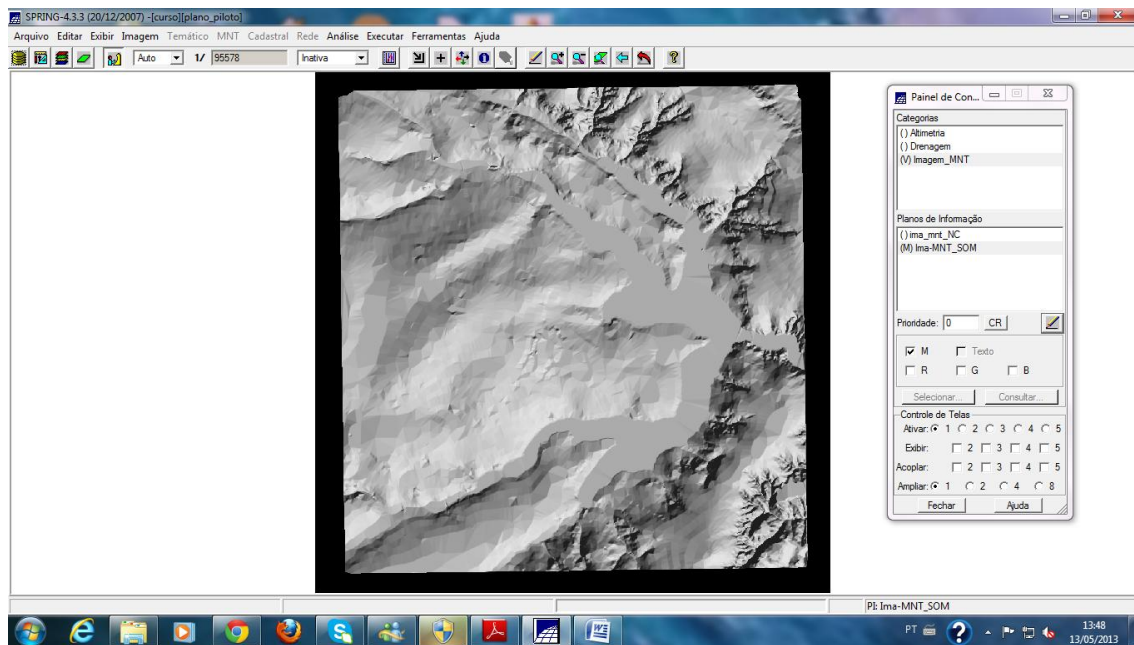 SPRING-4.3.3 (20/12/2007) -[curso][plano_piloto]
Arquivo Editar Exibir Imagem Temático MNT Cadastral Rede Análise Executar Ferramentas Ajuda
Auto 1/ 95578 Inativa
Painel de Con...
Categorias
( ) Altimetria
( ) Drenagem
(V) Imagem_MNT
Planos de Informação
( ) ima_mnt_NC
(M) Ima-MNT_SOM
Prioridade: 0 CR
M Texto
R G B
Selecionar... Consultar...
Controle de Telas
Ativar: 1 2 3 4 5
Exibir: 2 3 4 5
Acoplar: 2 3 4 5
Ampliar: 1 2 4 8
Fechar Ajuda
PI: Ima-MNT_SOM
PT 13:48
13/05/2013